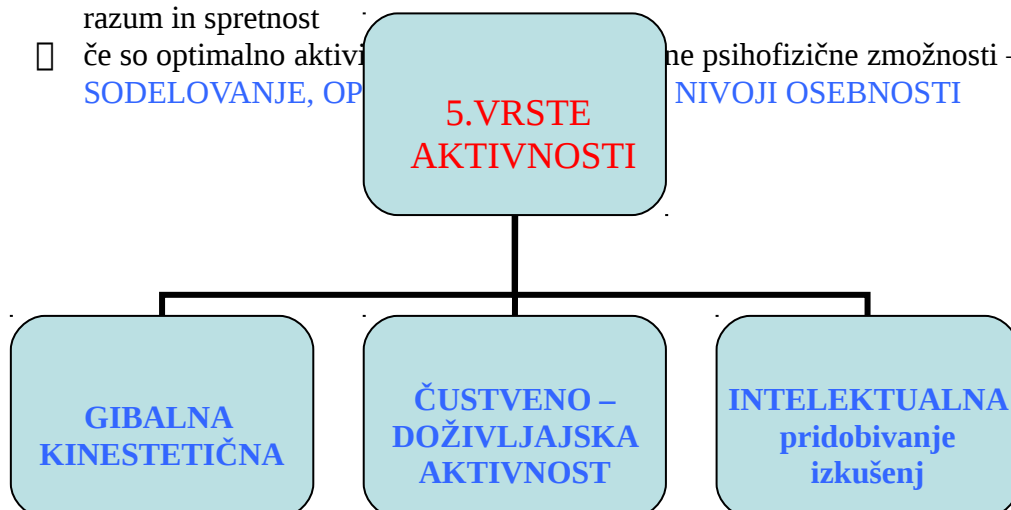 razum in spretnost
če so optimalno aktivi ne psihofizične zmožnosti –
SODELOVANJE, OP NIVOJI OSEBNOSTI
5.VRSTE
AKTIVNOSTI
GIBALNA
KINESTETIČNA
ČUSTVENO –
DOŽIVLJAJSKA
AKTIVNOST
INTELEKTUALNA
pridobivanje
izkušenj